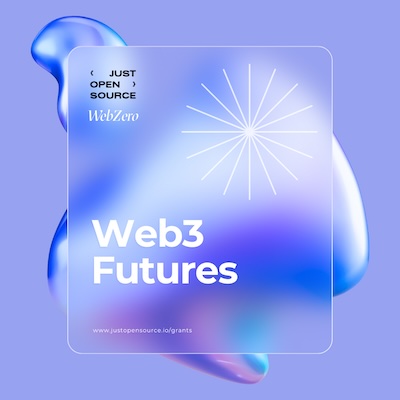 ‹ JUST
OPEN ›
SOURCE
WebZero
Web3
Futures
www.justopensource.io/grants